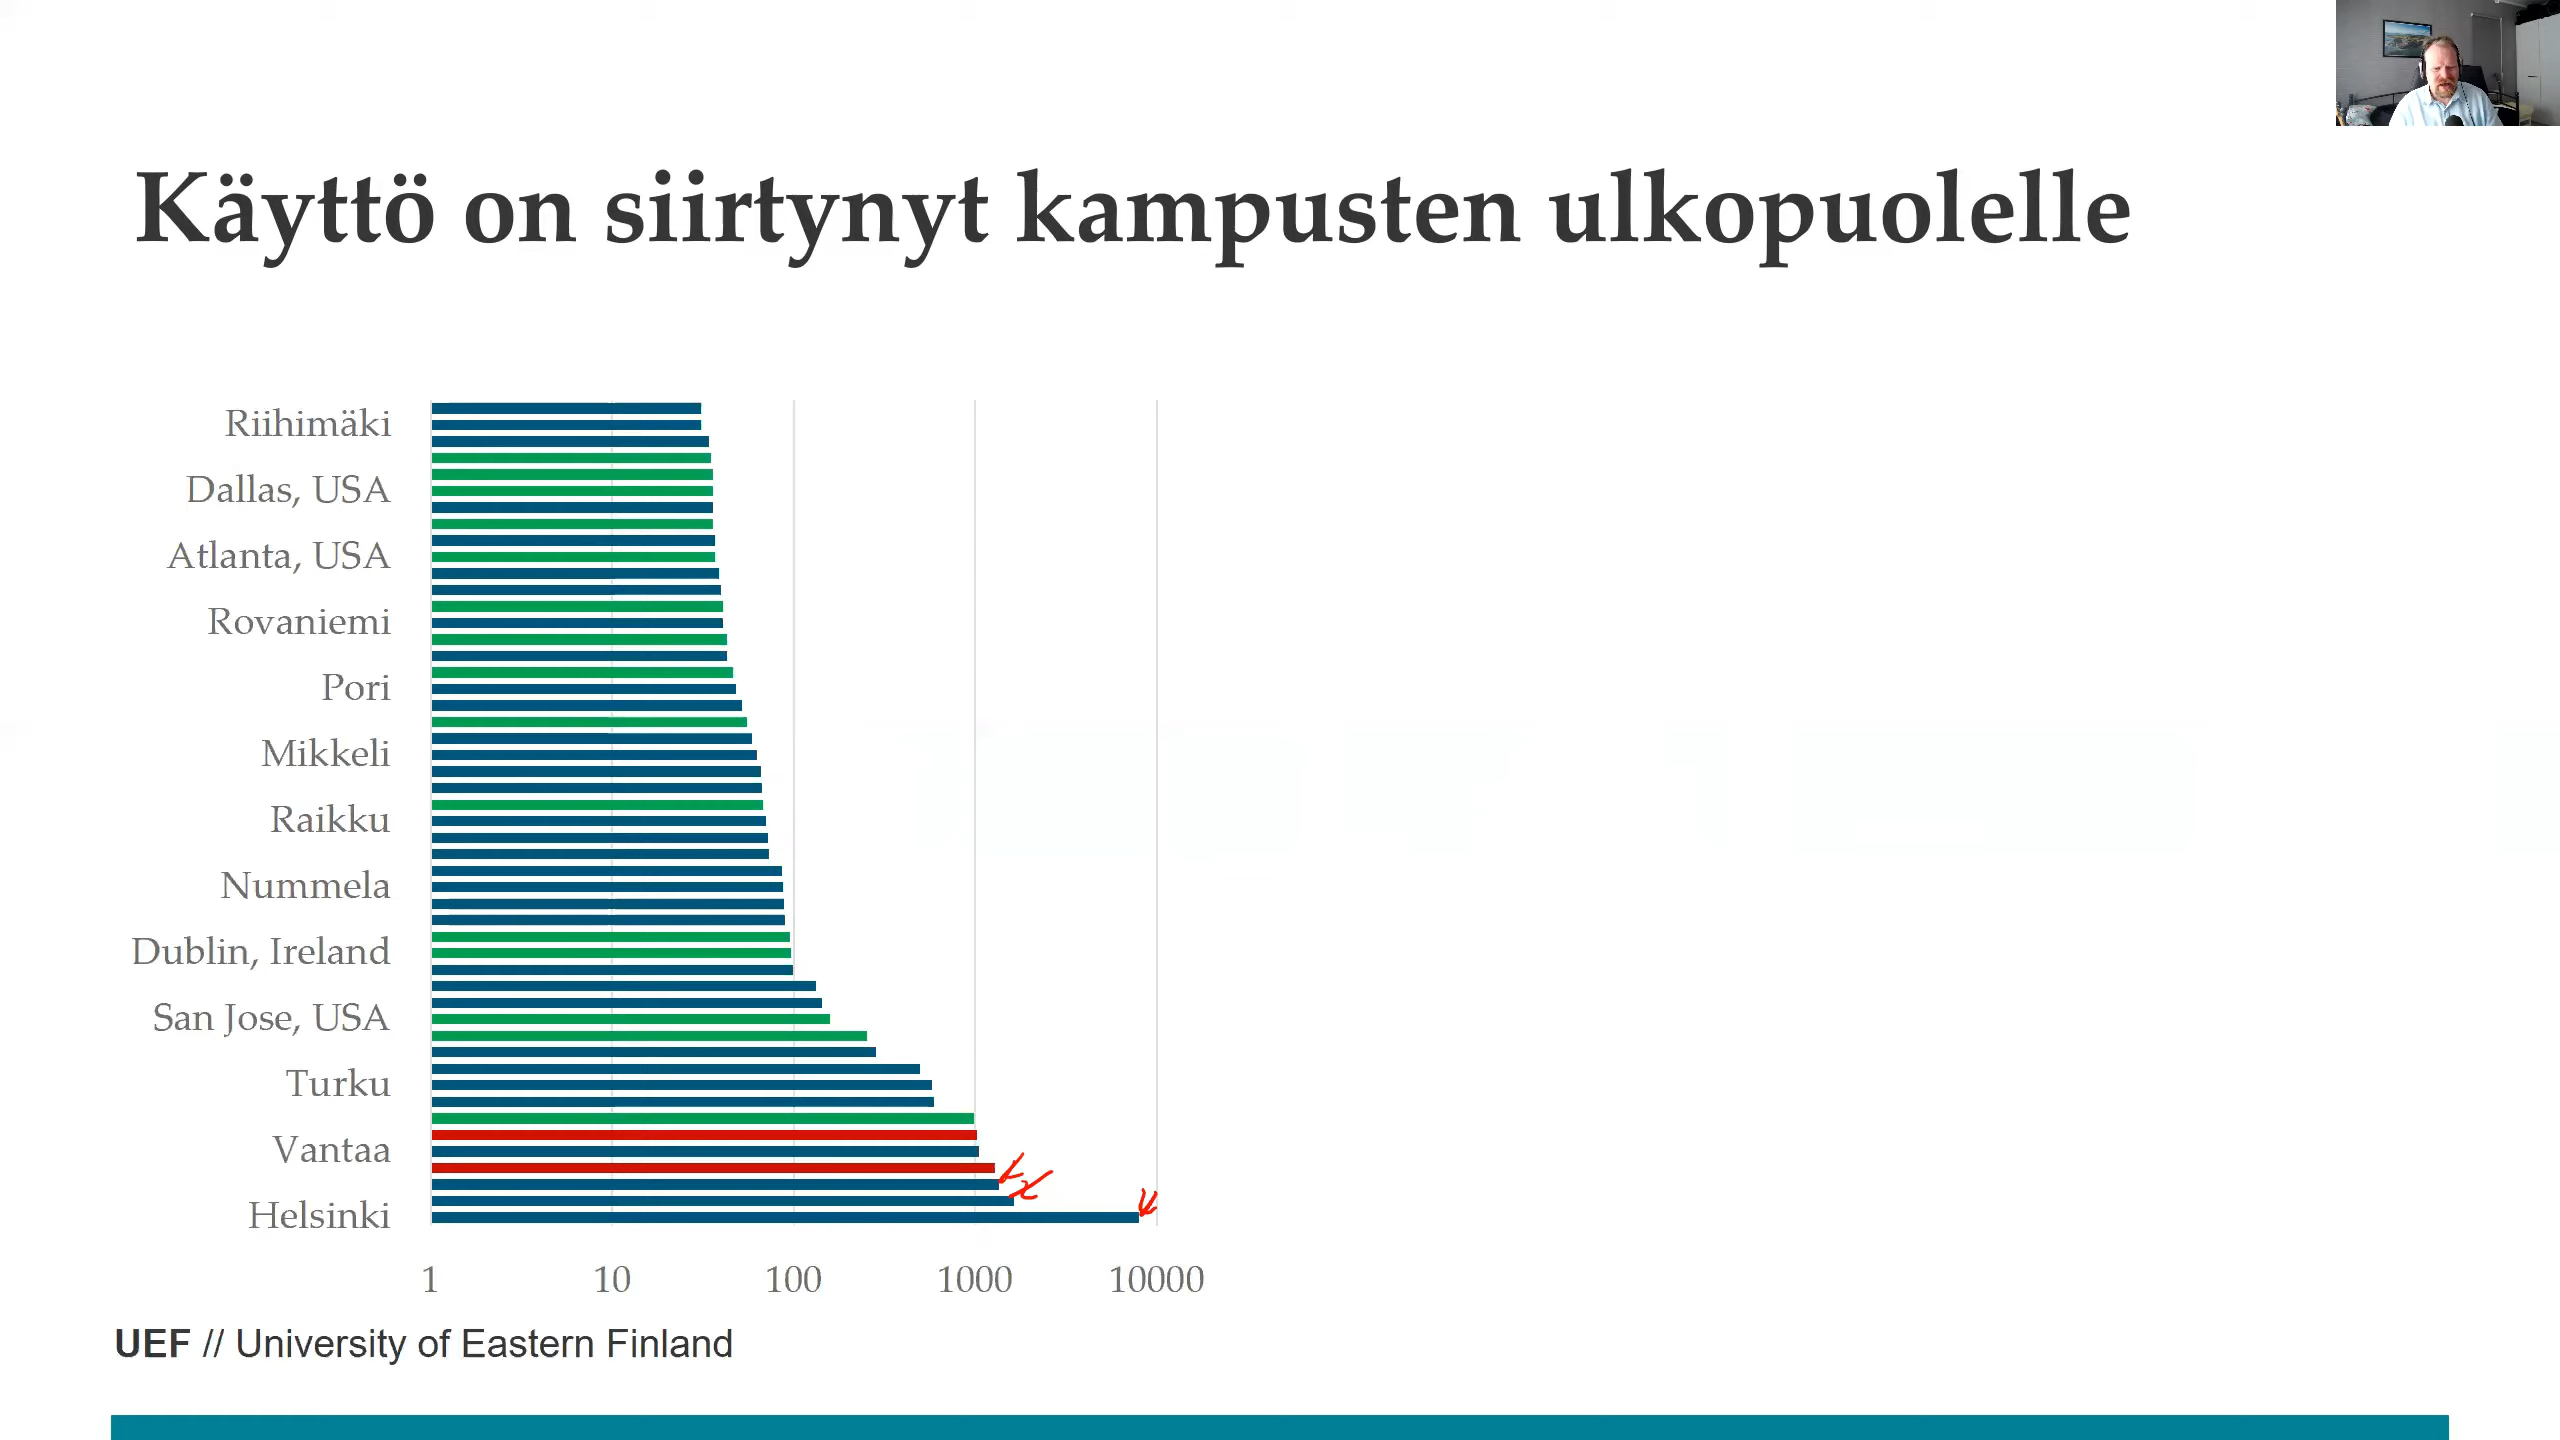 Käyttö on siirtynyt kampusten ulkopuolelle
Riihimäki
Dallas, USA
Atlanta, USA
Rovaniemi
Pori
Mikkeli
Raikku
Nummela
Dublin, Ireland
San Jose, USA
Turku
Vantaa
Helsinki
1 10 100 1000 10000
UEF // University of Eastern Finland